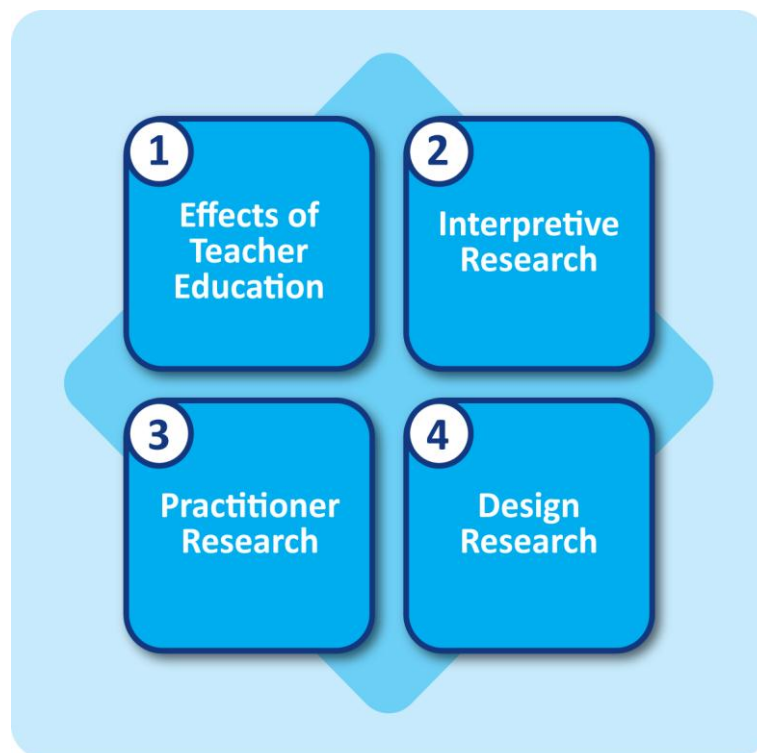 1
Effects of
Teacher
Education
2
Interpretive
Research
3
Practitioner
Research
4
Design
Research